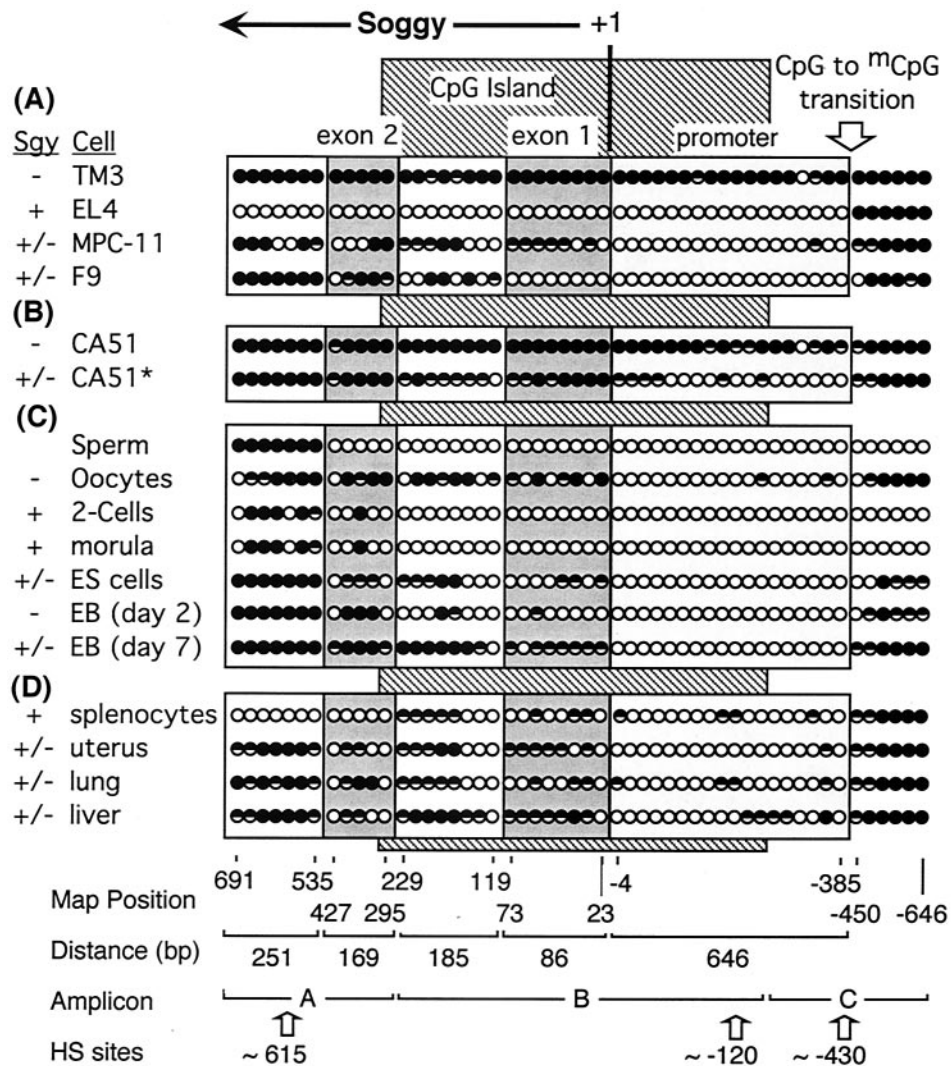 Soggy +1
CpG Island
CpG to mCpG transition
(A)
Sgy Cell
exon 2 exon 1 promoter
- TM3
+ EL4
+/- MPC-11
+/- F9
(B)
- CA51
+/- CA51*
(C)
Sperm
- Oocytes
+ 2-Cells
+ morula
+/- ES cells
- EB (day 2)
+/- EB (day 7)
(D)
+ splenocytes
+/- uterus
+/- lung
+/- liver
691 535 229 119 -4 -385
Map Position
427 295 73 23 -450 -646
Distance (bp)
251 169 185 86 646
Amplicon A B C
HS sites ~ 615 ~ -120 ~ -430